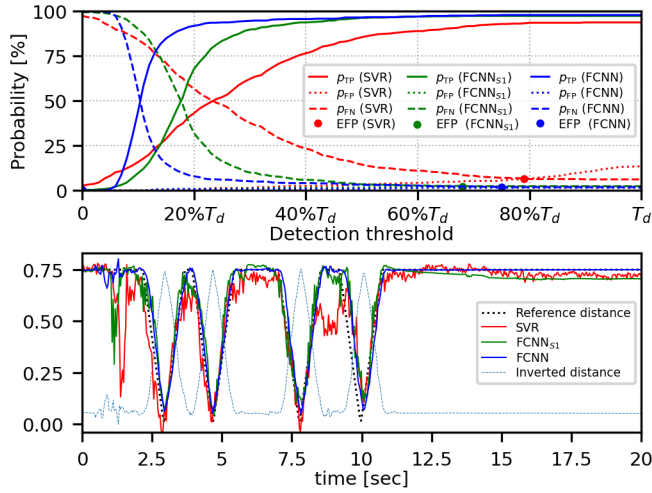 Probability [%]
100
75
50
25
0
p_TP (SVR) p_TP (FCNN_S1) p_TP (FCNN)
p_FP (SVR) p_FP (FCNN_S1) p_FP (FCNN)
p_FN (SVR) p_FN (FCNN_S1) p_FN (FCNN)
EFP (SVR) EFP (FCNN_S1) EFP (FCNN)
0 20%T_d 40%T_d 60%T_d 80%T_d T_d
Detection threshold
0.75
0.50
0.25
0.00
Reference distance
SVR
FCNN_S1
FCNN
Inverted distance
0 2.5 5.0 7.5 10 12.5 15.0 17.5 20
time [sec]